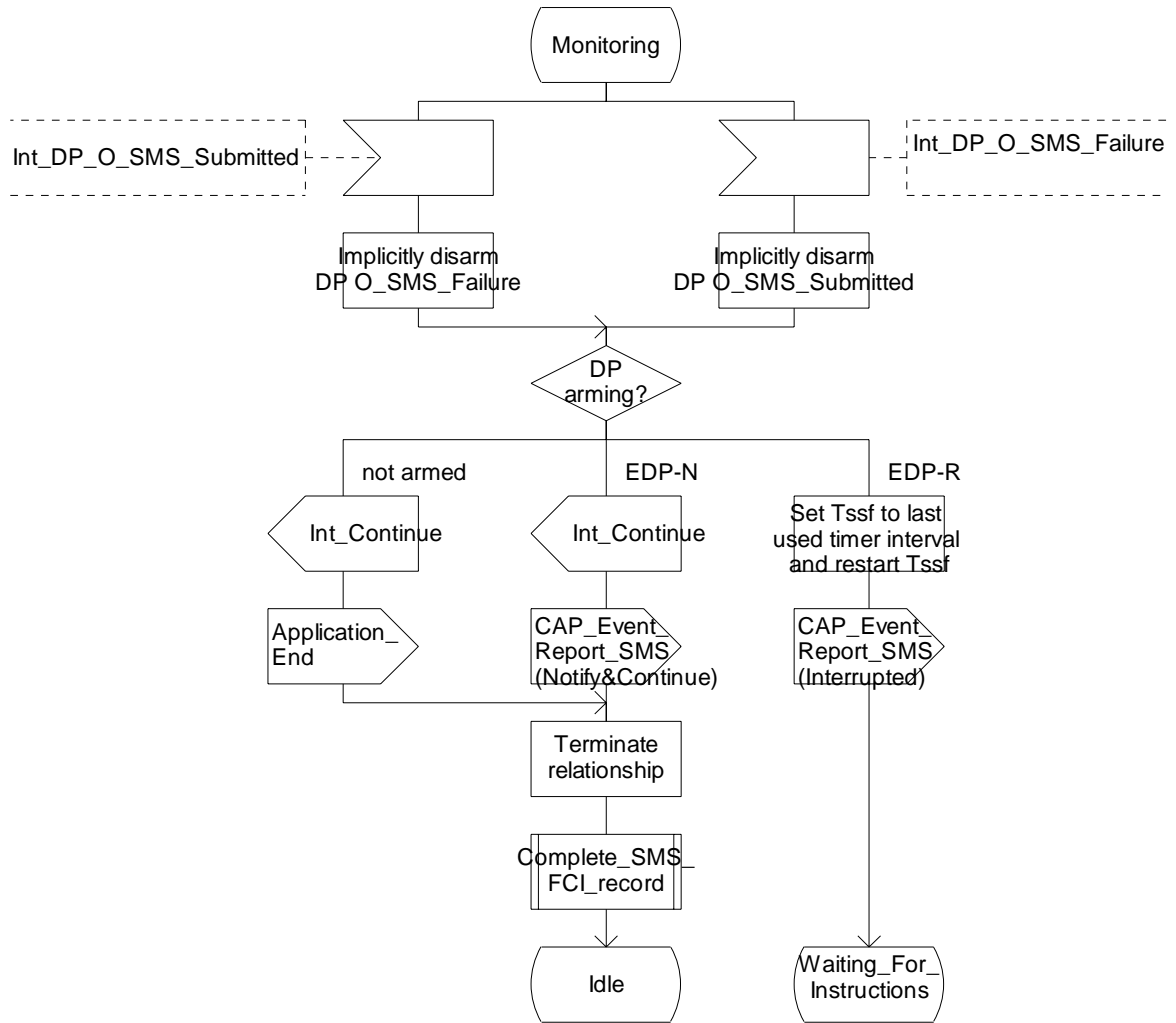 Monitoring
Int_DP_O_SMS_Submitted
Int_DP_O_SMS_Failure
Implicitly disarm
DP O_SMS_Failure
Implicitly disarm
DP O_SMS_Submitted
DP
arming?
not armed
EDP-N
EDP-R
Int_Continue
Int_Continue
Set Tssf to last
used timer interval
and restart Tssf
Application_
End
CAP_Event_
Report_SMS
(Notify&Continue)
CAP_Event_
Report_SMS
(Interrupted)
Terminate
relationship
Complete_SMS_
FCI_record
Idle
Waiting_For_
Instructions